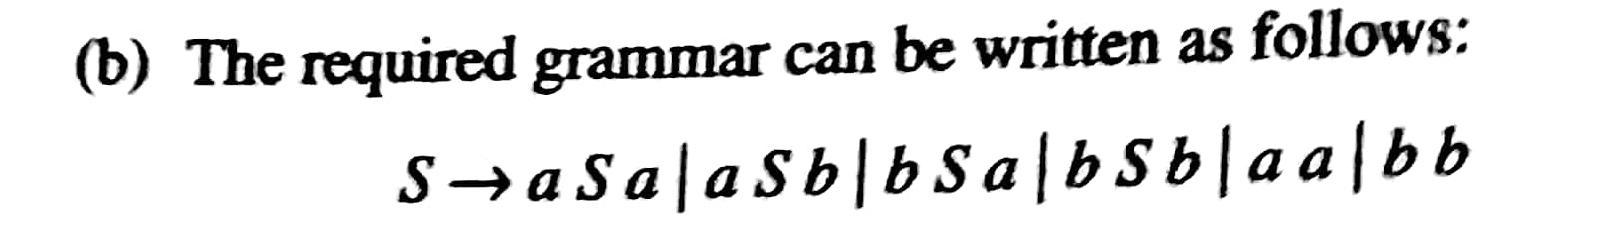 (b) The required grammar can be written as follows:
S → a S a | a S b | b S a | b S b | a a | b b